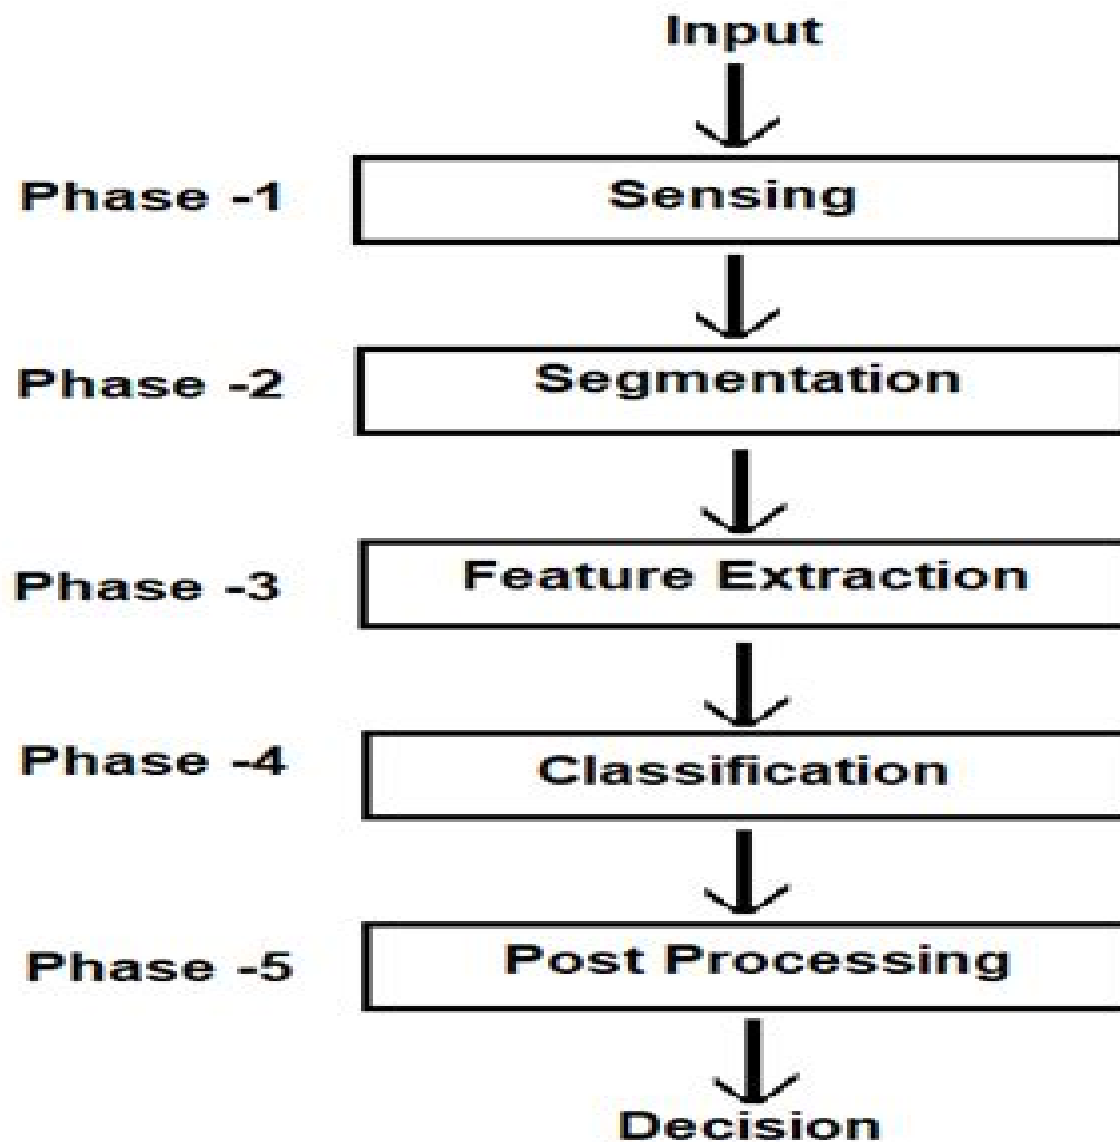 Input
Phase -1 Sensing
Phase -2 Segmentation
Phase -3 Feature Extraction
Phase -4 Classification
Phase -5 Post Processing
Decision